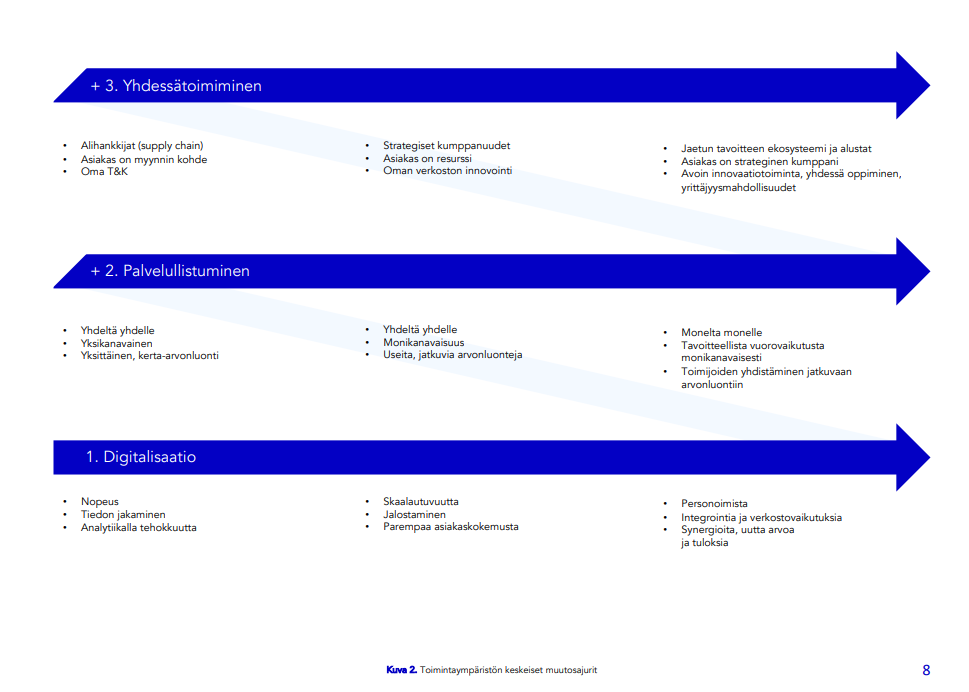 + 3. Yhdessätoimiminen
• Alihankkijat (supply chain)
• Asiakas on myynnin kohde
• Oma T&K
• Strategiset kumppanuudet
• Asiakas on resurssi
• Oman verkoston innovointi
• Jaetun tavoitteen ekosysteemi ja alustat
• Asiakas on strateginen kumppani
• Avoin innovaatiotoiminta, yhdessä oppiminen,
yrittäjyysmahdollisuudet
+ 2. Palvelullistuminen
• Yhdeltä yhdelle
• Yksikanavainen
• Yksittäinen, kerta-arvonluonti
• Yhdeltä yhdelle
• Monikanavaisuus
• Useita, jatkuvia arvonluonteja
• Monelta monelle
• Tavoitteellista vuorovaikutusta
monikanavaisesti
• Toimijoiden yhdistäminen jatkuvaan
arvonluontiin
1. Digitalisaatio
• Nopeus
• Tiedon jakaminen
• Analytiikalla tehokkuutta
• Skaalautuvuutta
• Jalostaminen
• Parempaa asiakaskokemusta
• Personoimista
• Integrointia ja verkostovaikutuksia
• Synergioita, uutta arvoa
ja tuloksia
Kuva 2. Toimintaympäristön keskeiset muutosajurit
8